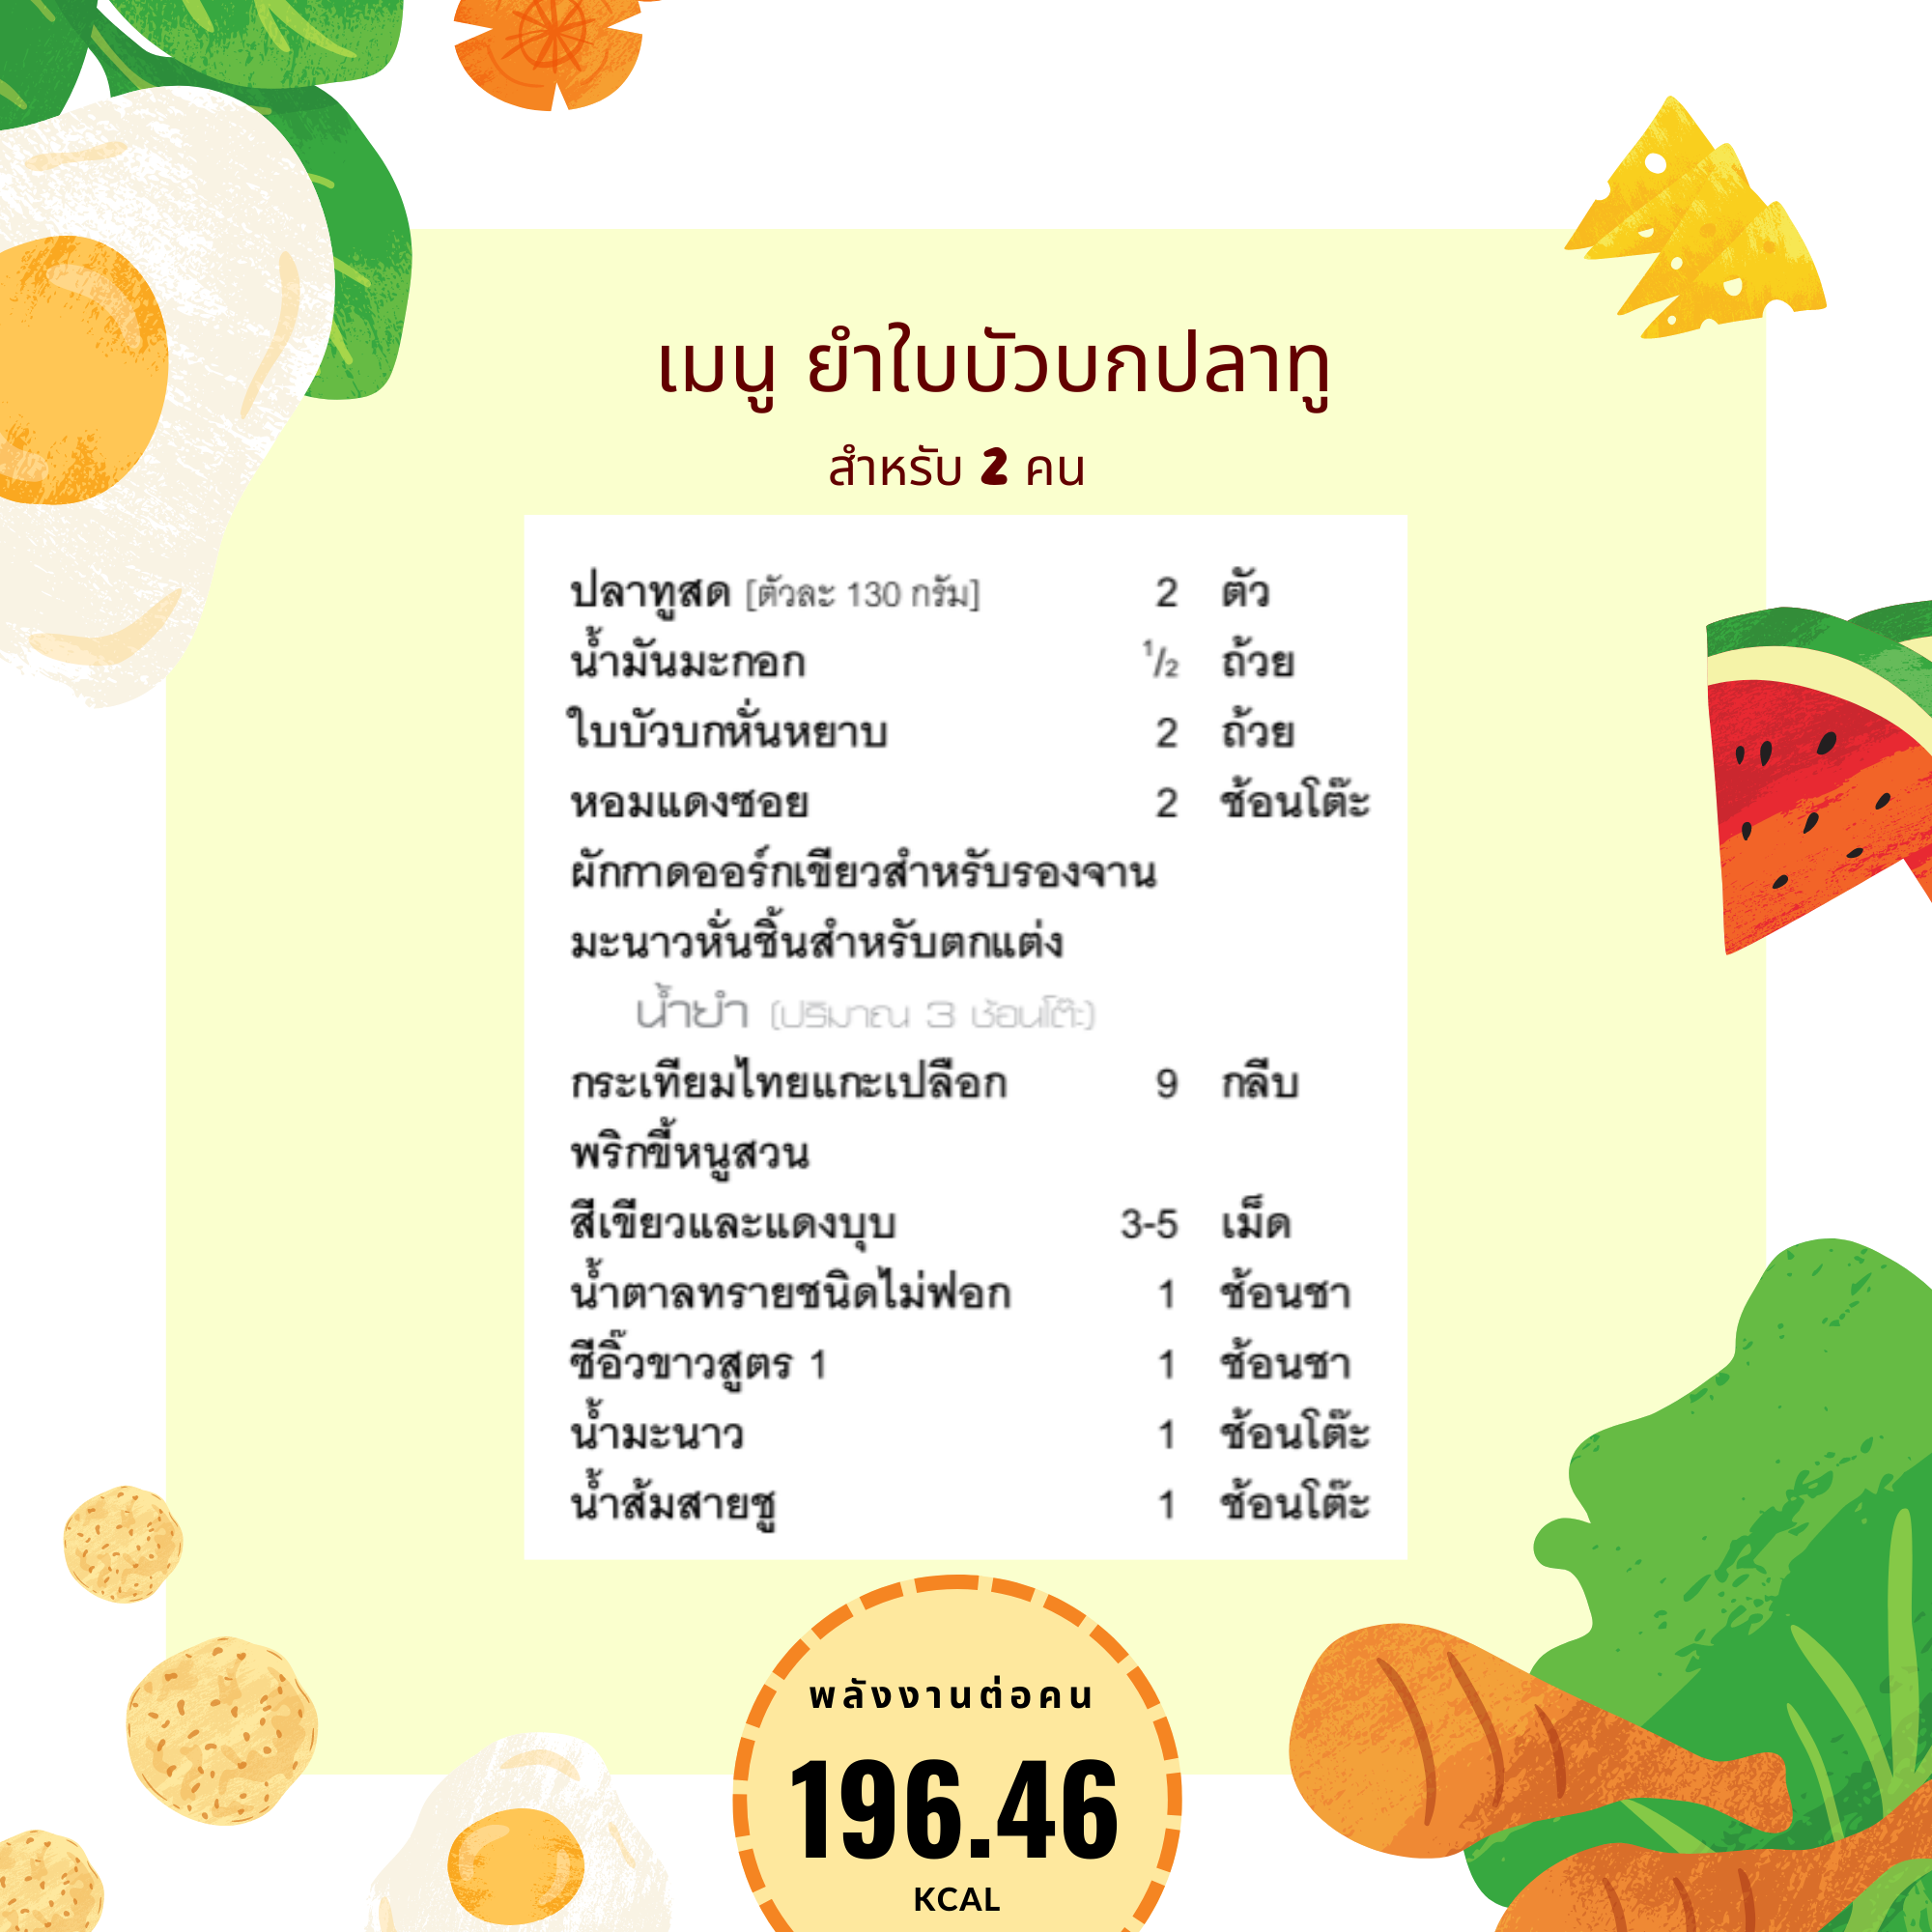 เมนู ยำใบบัวบกปลาทู
สำหรับ 2 คน
ปลาทูสด [ตัวละ 130 กรัม] 2 ตัว
น้ำมันมะกอก 1/2 ถ้วย
ใบบัวบกหั่นหยาบ 2 ถ้วย
หอมแดงซอย 2 ช้อนโต๊ะ
ผักกาดออร์กเขียวสำหรับรองจาน
มะนาวหั่นชิ้นสำหรับตกแต่ง
น้ำยำ (ปริมาณ 3 ช้อนโต๊ะ)
กระเทียมไทยแกะเปลือก 9 กลีบ
พริกขี้หนูสวน
สีเขียวและแดงบุบ 3-5 เม็ด
น้ำตาลทรายชนิดไม่ฟอก 1 ช้อนชา
ซีอิ๊วขาวสูตร 1 1 ช้อนชา
น้ำมะนาว 1 ช้อนโต๊ะ
น้ำส้มสายชู 1 ช้อนโต๊ะ
พลังงานต่อคน
196.46
KCAL